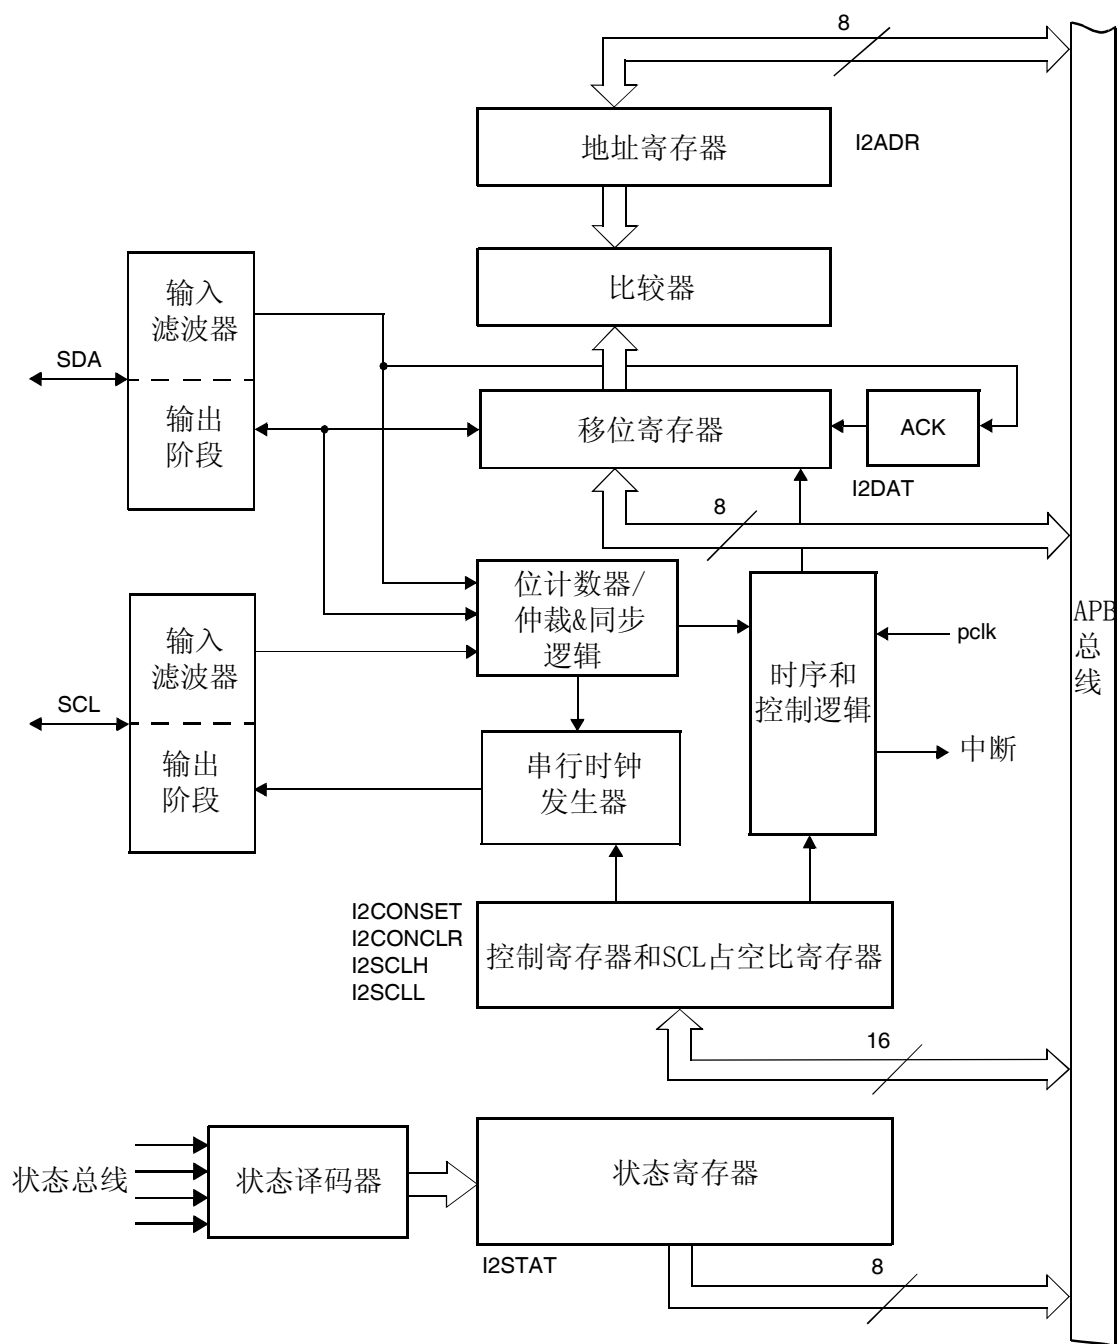 8
地址寄存器
I2ADR
比较器
输入
滤波器
SDA
输出
阶段
移位寄存器
ACK
I2DAT
8
位计数器/
仲裁&同步
逻辑
输入
滤波器
SCL
输出
阶段
pclk
时序和
控制逻辑
中断
APB
总
线
串行时钟
发生器
I2CONSET
I2CONCLR
I2SCLH
I2SCLL
控制寄存器和SCL占空比寄存器
16
状态总线
状态译码器
状态寄存器
I2STAT
8